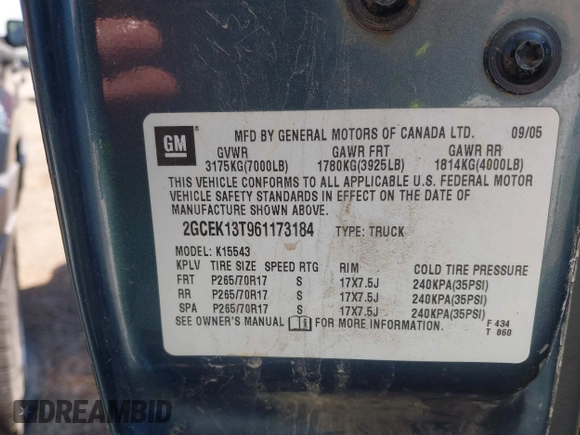 GM
MFD BY GENERAL MOTORS OF CANADA LTD. 09/05
GVWR GAWR FRT GAWR RR
3175KG(7000LB) 1780KG(3925LB) 1814KG(4000LB)
THIS VEHICLE CONFORMS TO ALL APPLICABLE U.S. FEDERAL MOTOR
VEHICLE SAFETY STANDARDS IN EFFECT ON THE DATE OF
MANUFACTURE SHOWN ABOVE.
2GCEK13T961173184 TYPE: TRUCK
MODEL: K15543
KPLV TIRE SIZE SPEED RTG RIM COLD TIRE PRESSURE
FRT P265/70R17 S 17X7.5J 240KPA(35PSI)
RR P265/70R17 S 17X7.5J 240KPA(35PSI)
SPA P265/70R17 S 17X7.5J 240KPA(35PSI)
SEE OWNER'S MANUAL FOR MORE INFORMATION.
F 434
T 860
DREAMBID